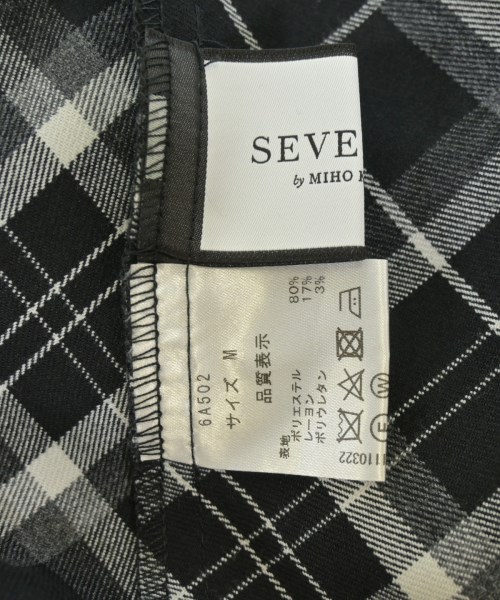 SEVE
by MIHO
6A502
サイズ M
品質表示
表地
ポリエステル 80%
レーヨン 17%
ポリウレタン 3%
F W
110322